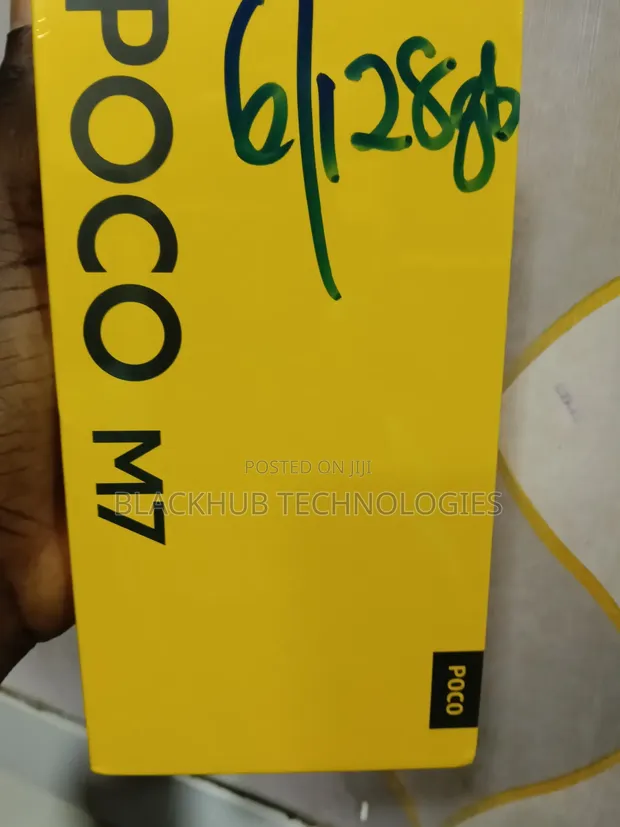 POCO M7
6/128gb
POSTED ON JIJI
BLACKHUB TECHNOLOGIES
POCO